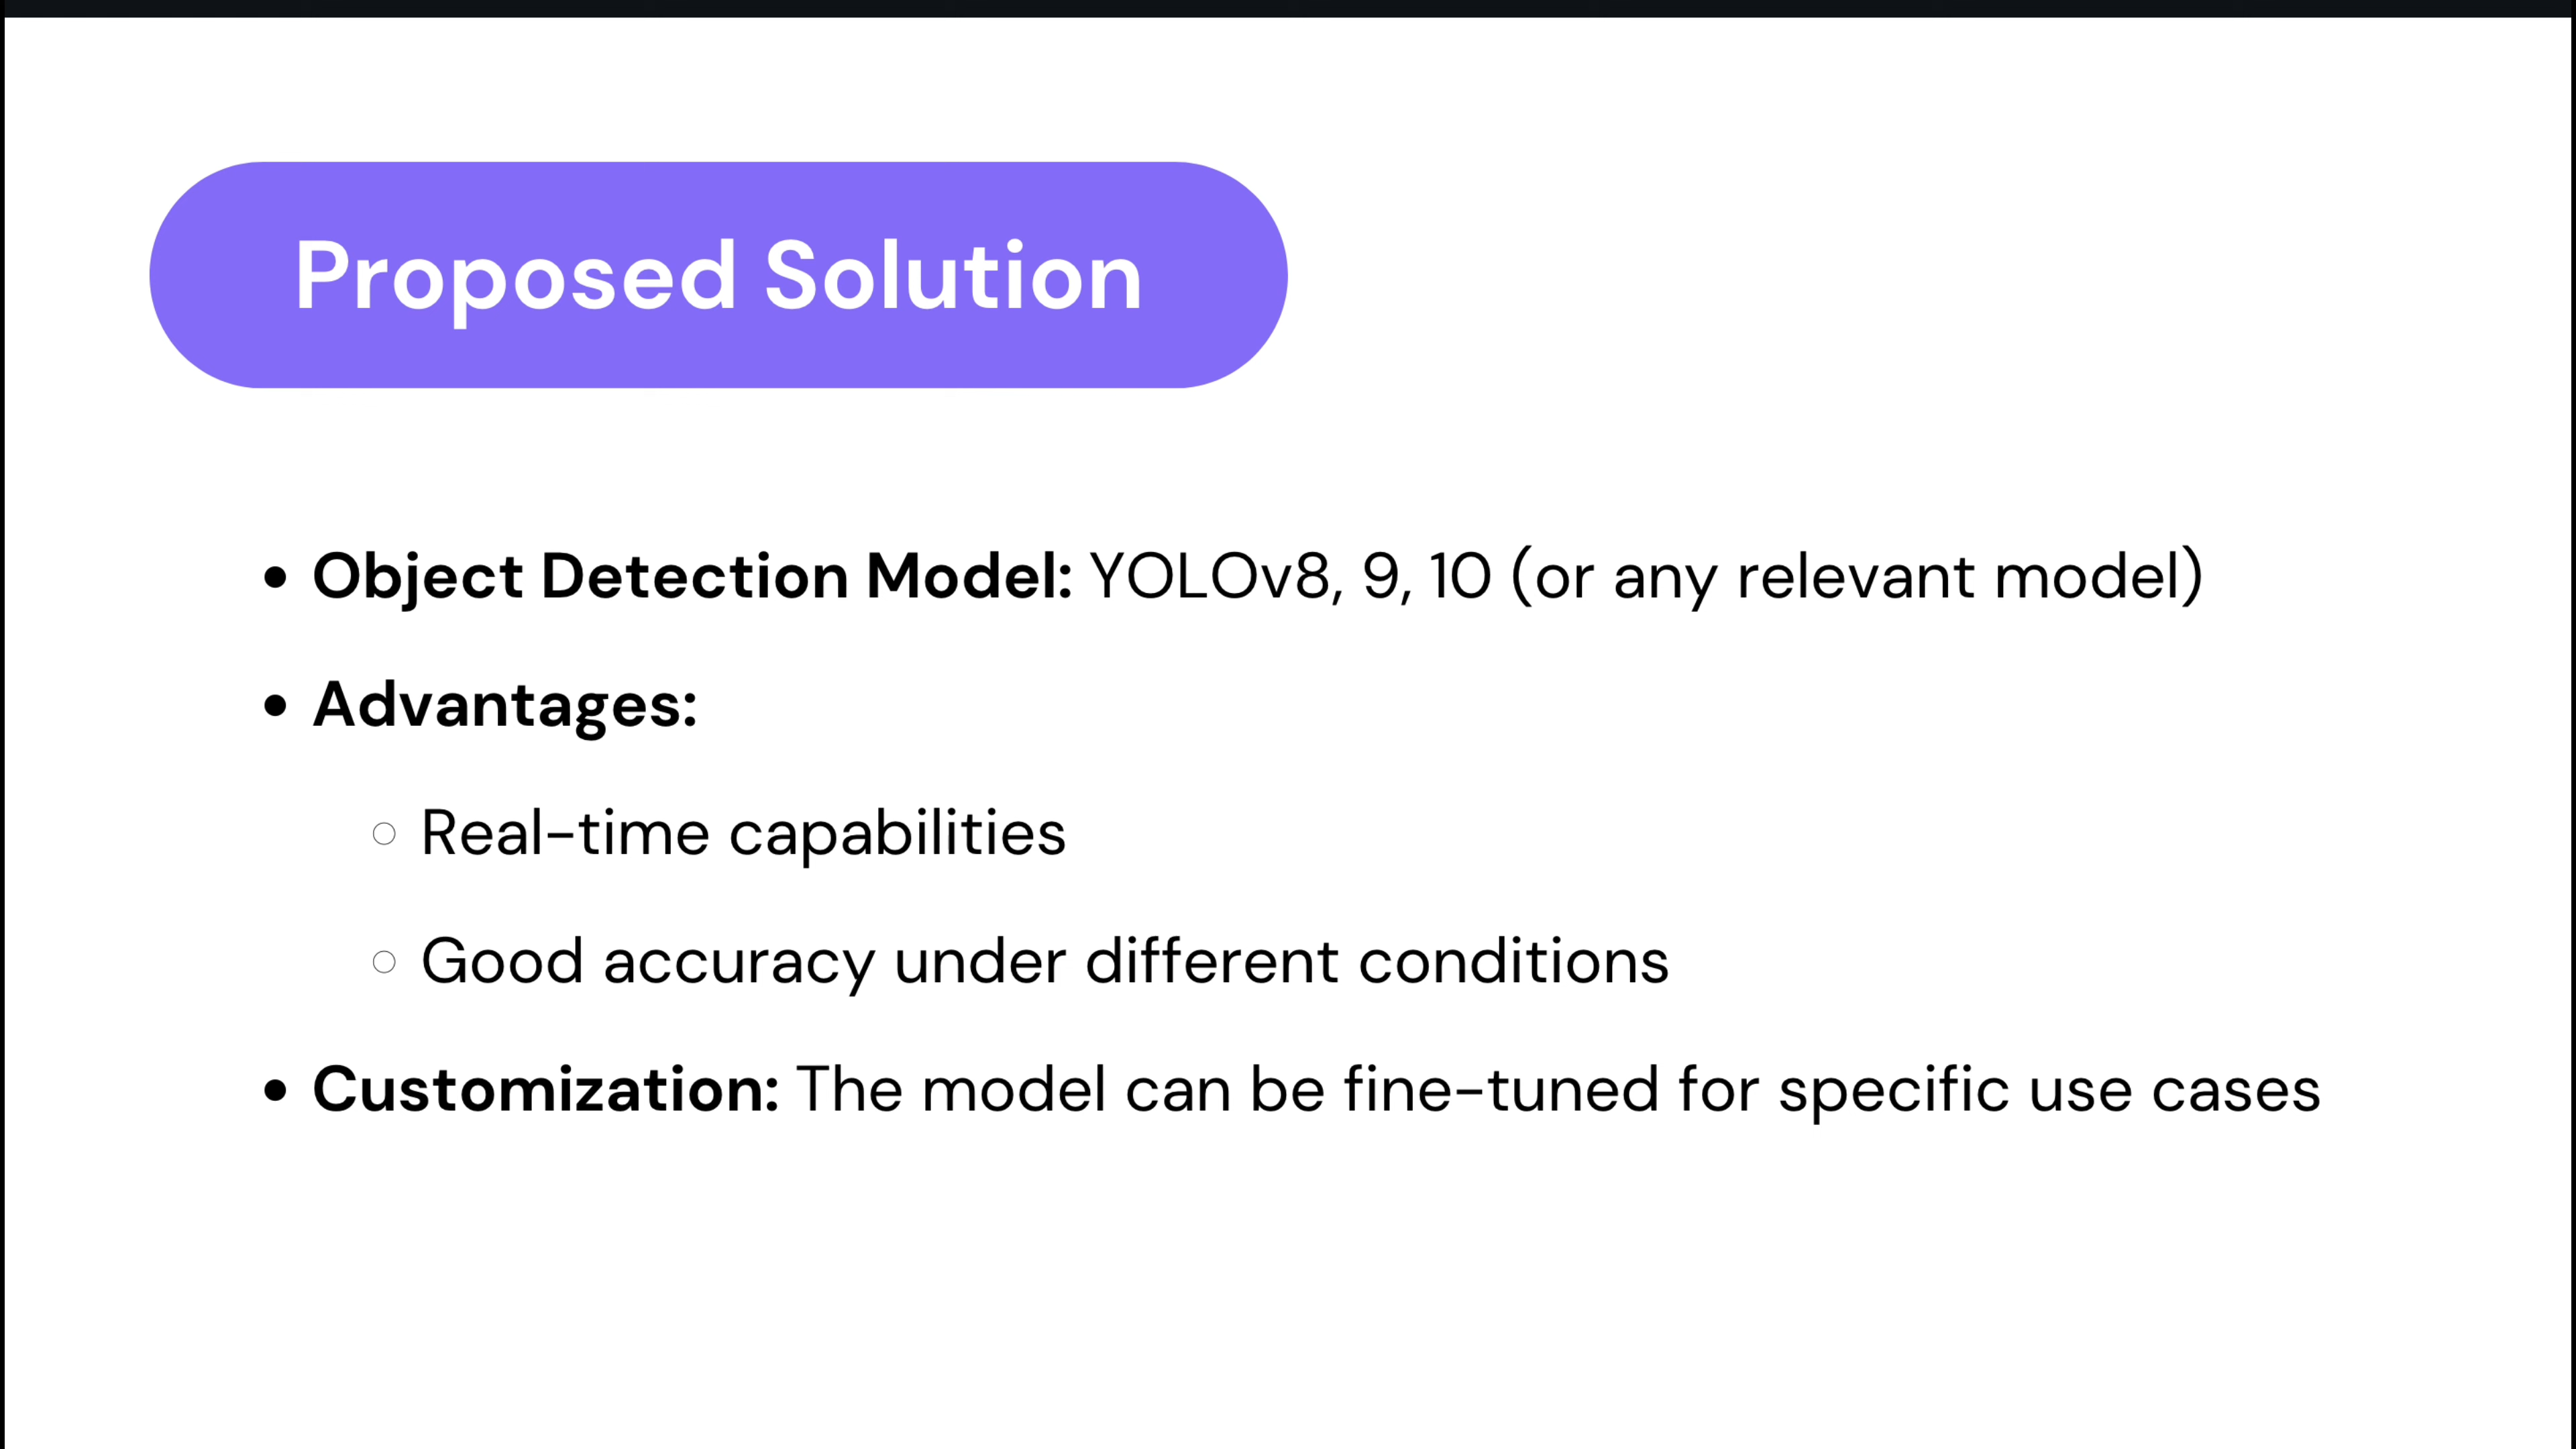 Proposed Solution
• Object Detection Model: YOLOv8, 9, 10 (or any relevant model)
• Advantages:
○ Real-time capabilities
○ Good accuracy under different conditions
• Customization: The model can be fine-tuned for specific use cases